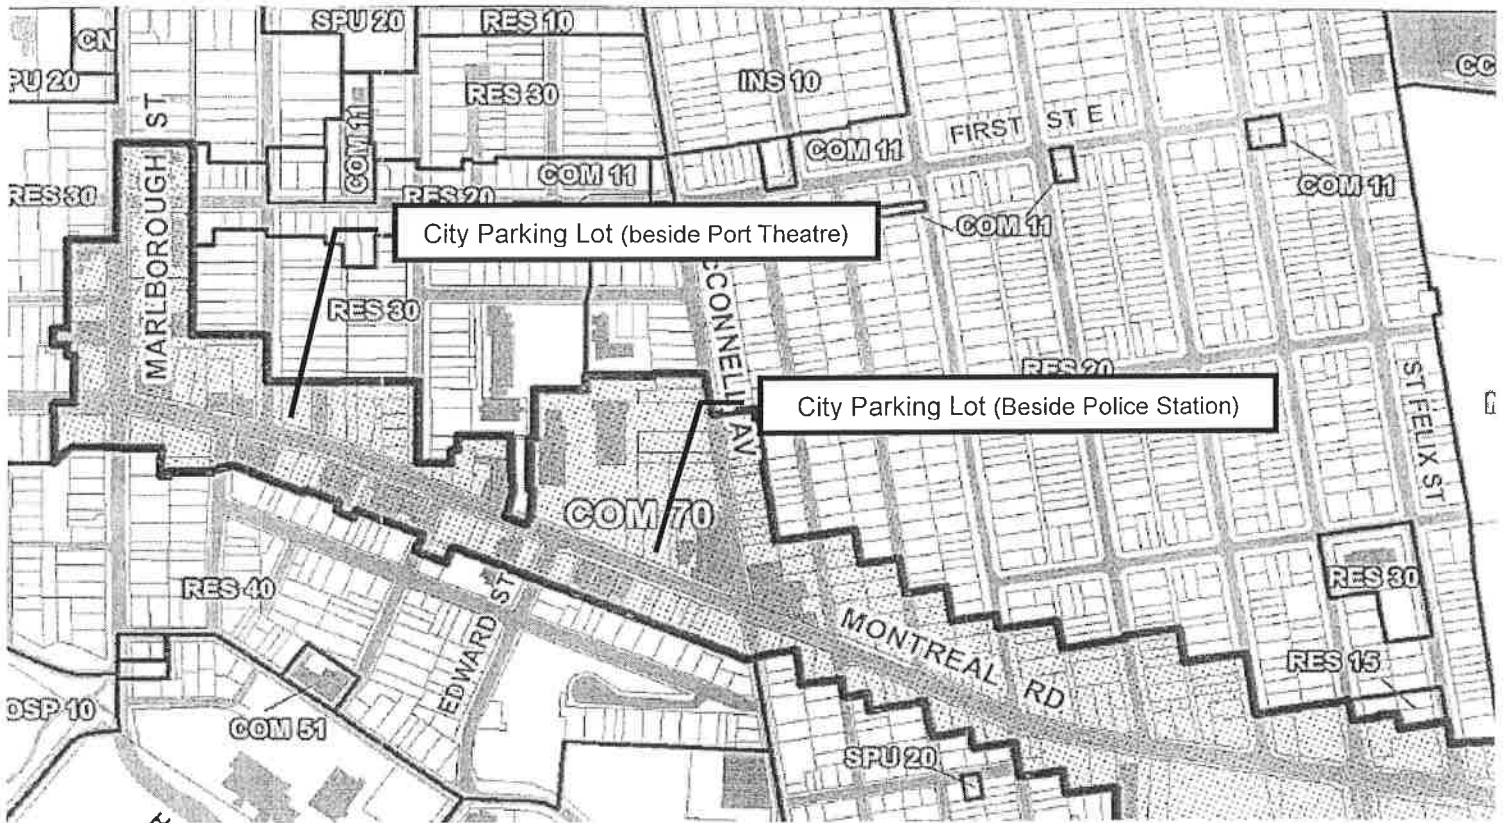 SPU 20
RES 10
CN
PU 20
RES 30
INS 10
CC
ST
COM 11
FIRST ST E
COM 11
COM 11
RES 30
RES 20
COM 11
COM 11
MARLBOROUGH
City Parking Lot (beside Port Theatre)
RES 30
CCONNELL AV
RES 20
City Parking Lot (Beside Police Station)
ST FELIX ST
COM 70
RES 40
EDWARD ST
MONTREAL RD
RES 30
RES 15
OSP 10
COM 51
SPU 20